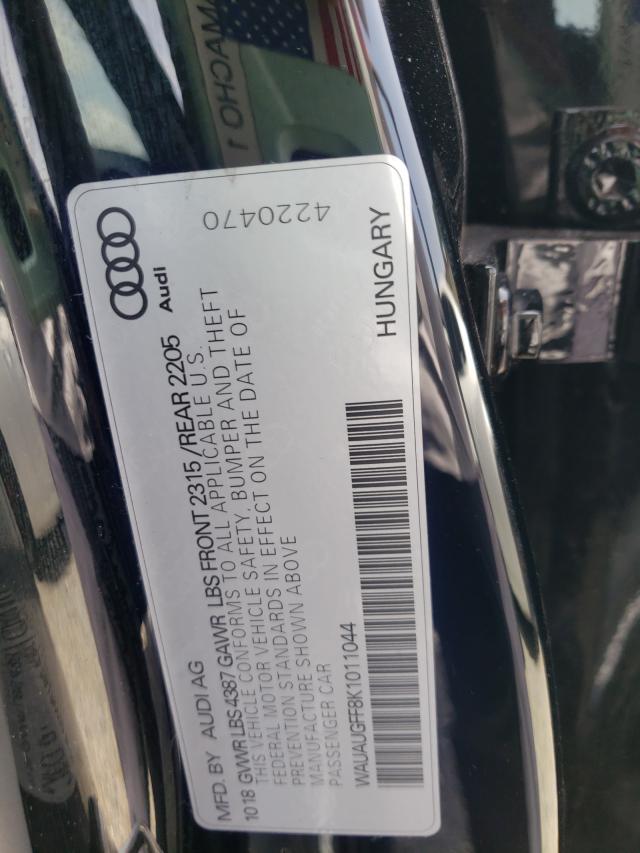 Audi
4220470
MFD. BY AUDI AG
1018 GVWR LBS 4387 GAWR LBS FRONT 2315/REAR 2205
THIS VEHICLE CONFORMS TO ALL APPLICABLE U.S.
FEDERAL MOTOR VEHICLE SAFETY, BUMPER AND THEFT
PREVENTION STANDARDS IN EFFECT ON THE DATE OF
MANUFACTURE SHOWN ABOVE
PASSENGER CAR
HUNGARY
WAUAUGFF8K1011044